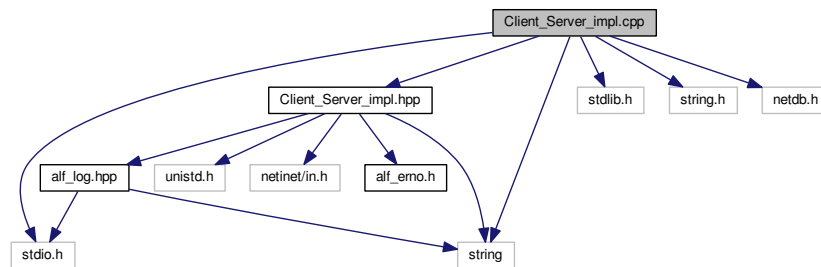 Client_Server_impl.cpp
Client_Server_impl.hpp
stdlib.h
string.h
netdb.h
alf_log.hpp
unistd.h
netinet/in.h
alf_erno.h
stdio.h
string